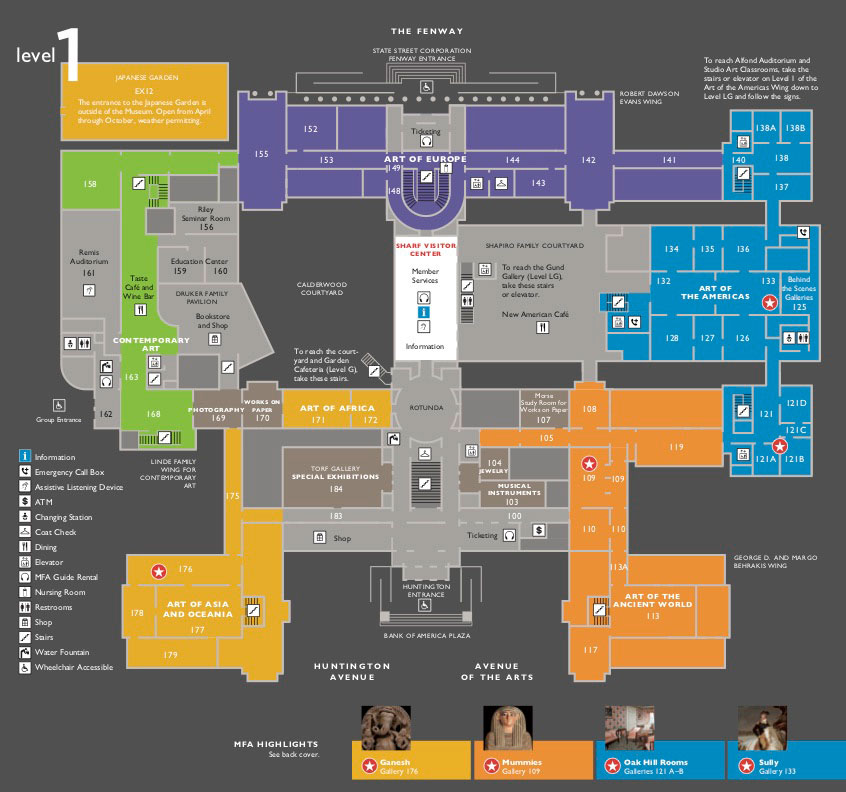 level 1
THE FENWAY
STATE STREET CORPORATION
FENWAY ENTRANCE
JAPANESE GARDEN
EX12
The entrance to the Japanese Garden is
outside of the Museum. Open from April
through October, weather permitting.
ROBERT DAWSON
EVANS WING
To reach Alfond Auditorium and
Studio Art Classrooms, take the
stairs or elevator on Level 1 of the
Art of the Americas Wing down to
Level LG and follow the signs.
Ticketing
152
155
153
ART OF EUROPE
144
142
141
149
148
143
138A
138B
138
140
137
158
Riley
Seminar Room
156
Remis
Auditorium
161
Education Center
159
160
Taste
Café and
Wine Bar
DRUKER FAMILY
PAVILION
Bookstore
and Shop
CONTEMPORARY
ART
163
162
168
CALDERWOOD
COURTYARD
SHARF VISITOR
CENTER
Member
Services
Information
SHAPIRO FAMILY COURTYARD
To reach the Gund
Gallery (Level LG),
take these stairs
or elevator.
New American Café
134
135
136
132
133
ART OF
THE AMERICAS
Behind
the Scenes
Galleries
125
128
127
126
To reach the court-
yard and Garden
Cafeteria (Level G),
take these stairs.
Group Entrance
PHOTOGRAPHY
169
WORKS ON
PAPER
170
ART OF AFRICA
171
172
ROTUNDA
Morse
Study Room for
Works on Paper
107
108
105
119
121
121D
121C
121A
121B
LINDE FAMILY
WING FOR
CONTEMPORARY
ART
TORF GALLERY
SPECIAL EXHIBITIONS
184
104
JEWELRY
MUSICAL
INSTRUMENTS
103
109
109
175
183
100
Shop
Ticketing
110
110
113A
GEORGE D. AND MARGO
BEHRAKIS WING
176
ART OF ASIA
AND OCEANIA
178
177
179
HUNTINGTON
ENTRANCE
BANK OF AMERICA PLAZA
ART OF THE
ANCIENT WORLD
113
117
HUNTINGTON
AVENUE
AVENUE
OF THE ARTS
i Information
Emergency Call Box
Assistive Listening Device
$ ATM
Changing Station
Coat Check
Dining
Elevator
MFA Guide Rental
Nursing Room
Restrooms
Shop
Stairs
Water Fountain
Wheelchair Accessible
MFA HIGHLIGHTS
See back cover.
Ganesh
Gallery 176
Mummies
Gallery 109
Oak Hill Rooms
Galleries 121 A–B
Sully
Gallery 133